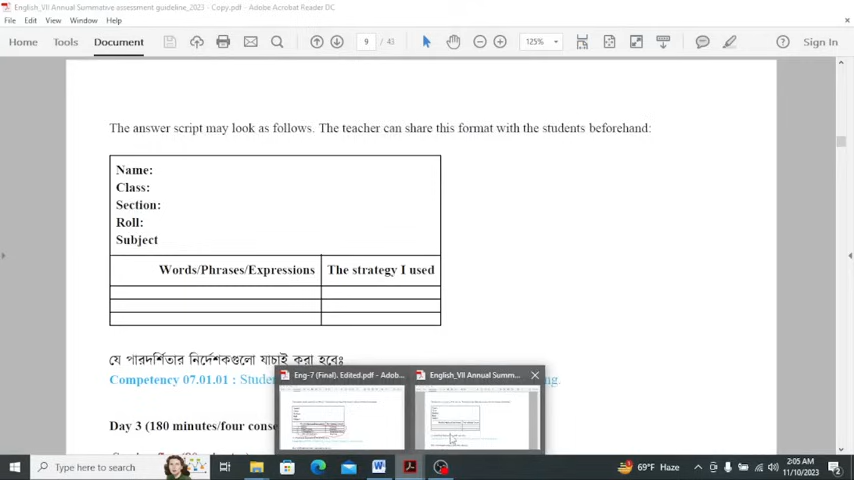 English_VII Annual Summative assessment guideline_2023 - Copy.pdf - Adobe Acrobat Reader DC
File Edit View Window Help
Home Tools Document 9 / 43 125% Sign In
The answer script may look as follows. The teacher can share this format with the students beforehand:
Name:
Class:
Section:
Roll:
Subject
Words/Phrases/Expressions The strategy I used
যে পারদর্শিতার নির্দেশকগুলো যাচাই করা হবেঃ
Eng-7 (Final). Edited.pdf - Adob... English_VII Annual Summ...
Competency 07.01.01 : Stude ng.
Day 3 (180 minutes/four conse
Type here to search 69°F Haze 2:05 AM
11/10/2023
2